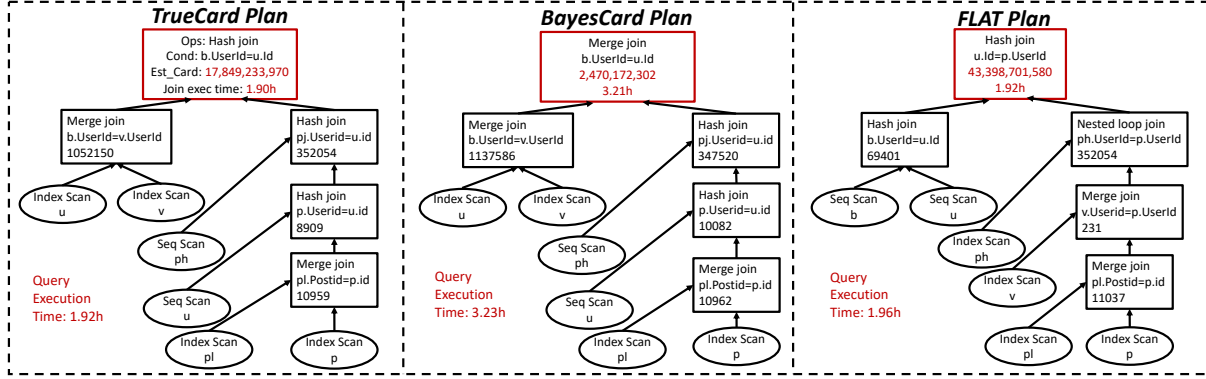 TrueCard Plan
Ops: Hash join
Cond: b.UserId=u.Id
Est_Card: 17,849,233,970
Join exec time: 1.90h
Merge join
b.UserId=v.UserId
1052150
Hash join
pj.Userid=u.id
352054
Index Scan
u
Index Scan
v
Hash join
p.Userid=u.id
8909
Seq Scan
ph
Merge join
pl.Postid=p.id
10959
Query
Execution
Time: 1.92h
Seq Scan
u
Index Scan
pl
Index Scan
p
BayesCard Plan
Merge join
b.UserId=u.Id
2,470,172,302
3.21h
Merge join
b.UserId=v.UserId
1137586
Hash join
pj.Userid=u.id
347520
Index Scan
u
Index Scan
v
Hash join
p.Userid=u.id
10082
Seq Scan
ph
Merge join
pl.Postid=p.id
10962
Query
Execution
Time: 3.23h
Seq Scan
u
Index Scan
pl
Index Scan
p
FLAT Plan
Hash join
u.Id=p.UserId
43,398,701,580
1.92h
Hash join
b.UserId=u.Id
69401
Nested loop join
ph.UserId=p.UserId
352054
Seq Scan
b
Seq Scan
u
Merge join
v.Userid=p.UserId
231
Index Scan
ph
Index Scan
v
Merge join
pl.Postid=p.id
11037
Query
Execution
Time: 1.96h
Index Scan
pl
Index Scan
p